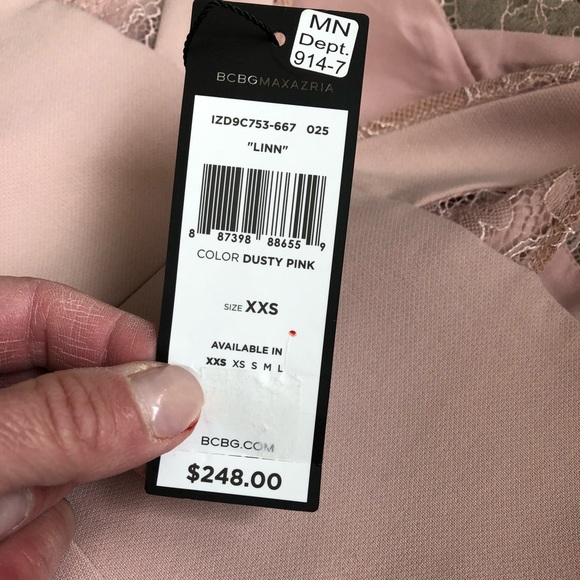 MN
Dept.
914-7
BCBGMAXAZRIA
IZD9C753-667 025
"LINN"
8 87398 88655 9
COLOR DUSTY PINK
SIZE XXS
AVAILABLE IN
XXS XS S M L
BCBG.COM
$248.00